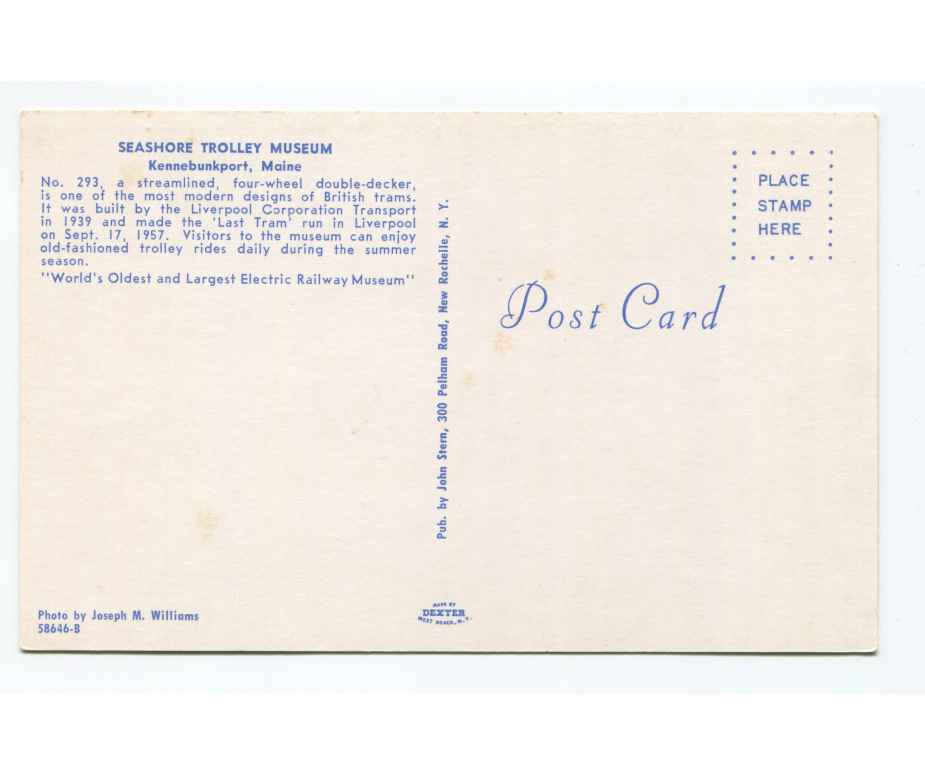 SEASHORE TROLLEY MUSEUM
Kennebunkport, Maine
No. 293, a streamlined, four-wheel double-decker,
is one of the most modern designs of British trams.
It was built by the Liverpool Corporation Transport
in 1939 and made the 'Last Tram' run in Liverpool
on Sept. 17, 1957. Visitors to the museum can enjoy
old-fashioned trolley rides daily during the summer
season.
"World's Oldest and Largest Electric Railway Museum"
Photo by Joseph M. Williams
58646-B
Pub. by John Stern, 300 Pelham Road, New Rochelle, N. Y.
MADE BY
DEXTER
WEST NYACK, N.Y.
PLACE
STAMP
HERE
Post Card